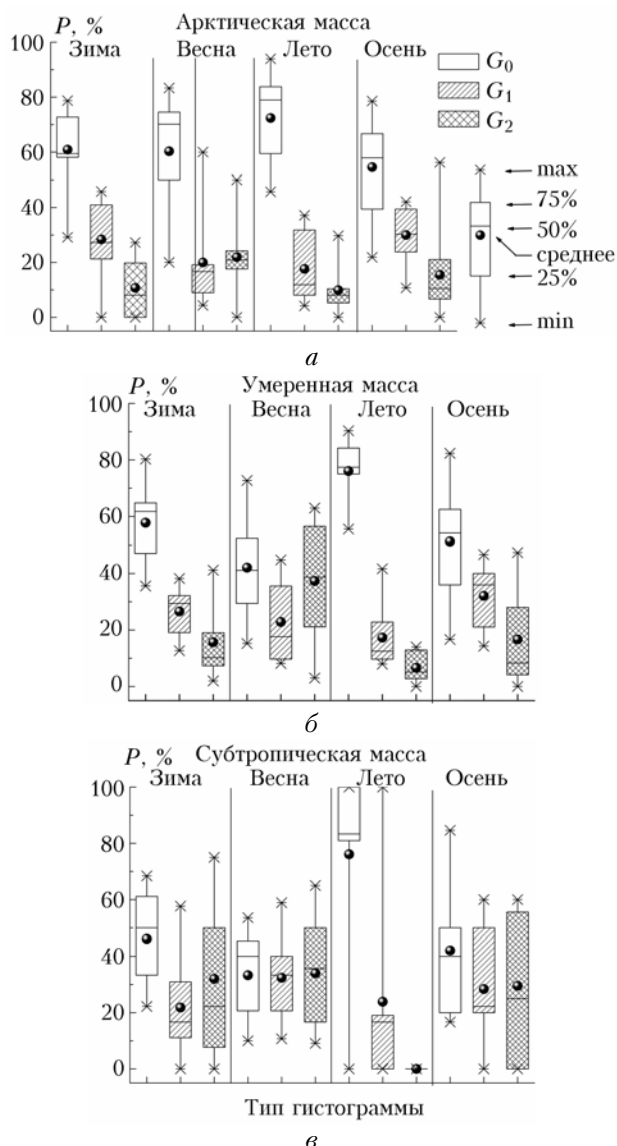 P, % Арктическая масса
Зима Весна Лето Осень
100
80
60
40
20
0
G0
G1
G2
max
75%
50%
среднее
25%
min
а
P, % Умеренная масса
Зима Весна Лето Осень
100
80
60
40
20
0
б
P, % Субтропическая масса
Зима Весна Лето Осень
100
80
60
40
20
0
Тип гистограммы
в